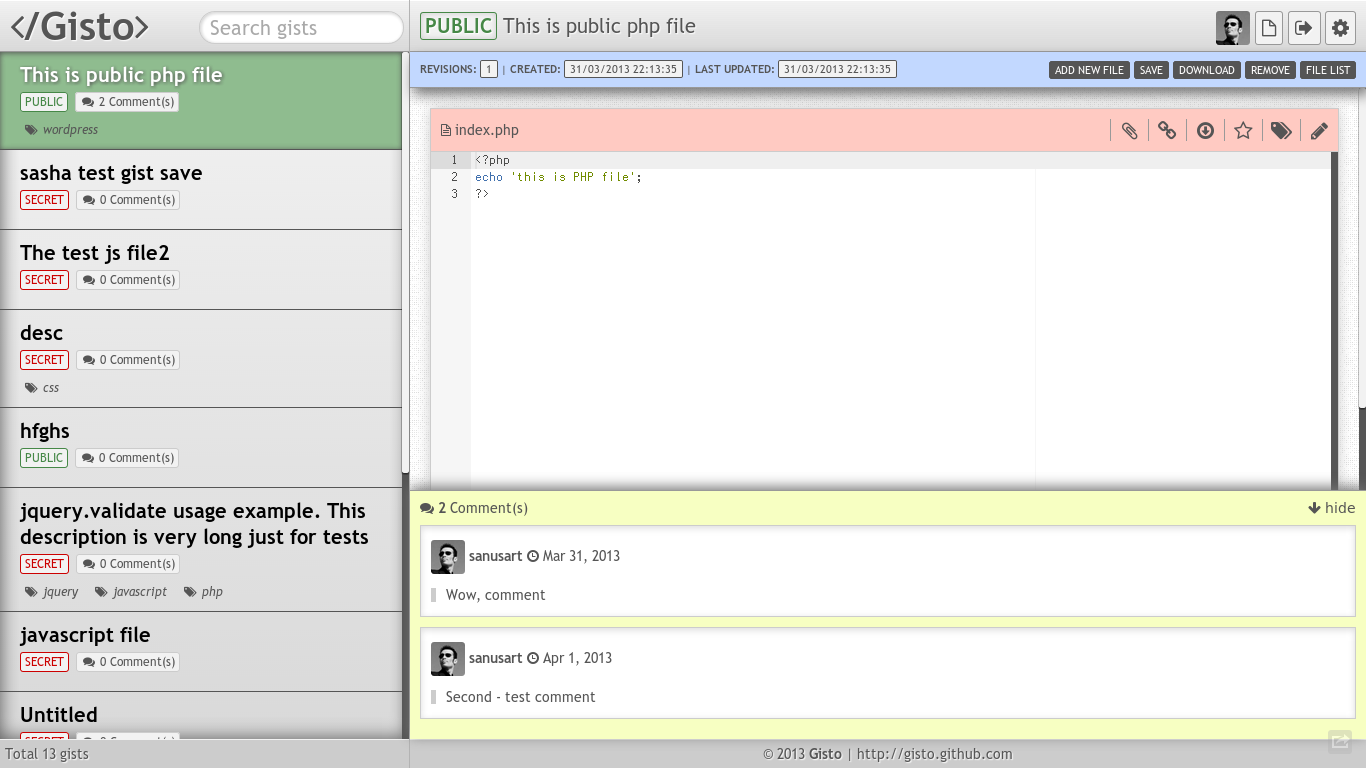 </Gisto>
Search gists
This is public php file
PUBLIC 2 Comment(s)
wordpress
sasha test gist save
SECRET 0 Comment(s)
The test js file2
SECRET 0 Comment(s)
desc
SECRET 0 Comment(s)
css
hfghs
PUBLIC 0 Comment(s)
jquery.validate usage example. This
description is very long just for tests
SECRET 0 Comment(s)
jquery javascript php
javascript file
SECRET 0 Comment(s)
Untitled
SECRET 0 Comment(s)
Total 13 gists
PUBLIC This is public php file
REVISIONS: 1 | CREATED: 31/03/2013 22:13:35 | LAST UPDATED: 31/03/2013 22:13:35
ADD NEW FILE SAVE DOWNLOAD REMOVE FILE LIST
index.php
1 <?php
2 echo 'this is PHP file';
3 ?>
2 Comment(s) hide
sanusart Mar 31, 2013
Wow, comment
sanusart Apr 1, 2013
Second - test comment
© 2013 Gisto | http://gisto.github.com